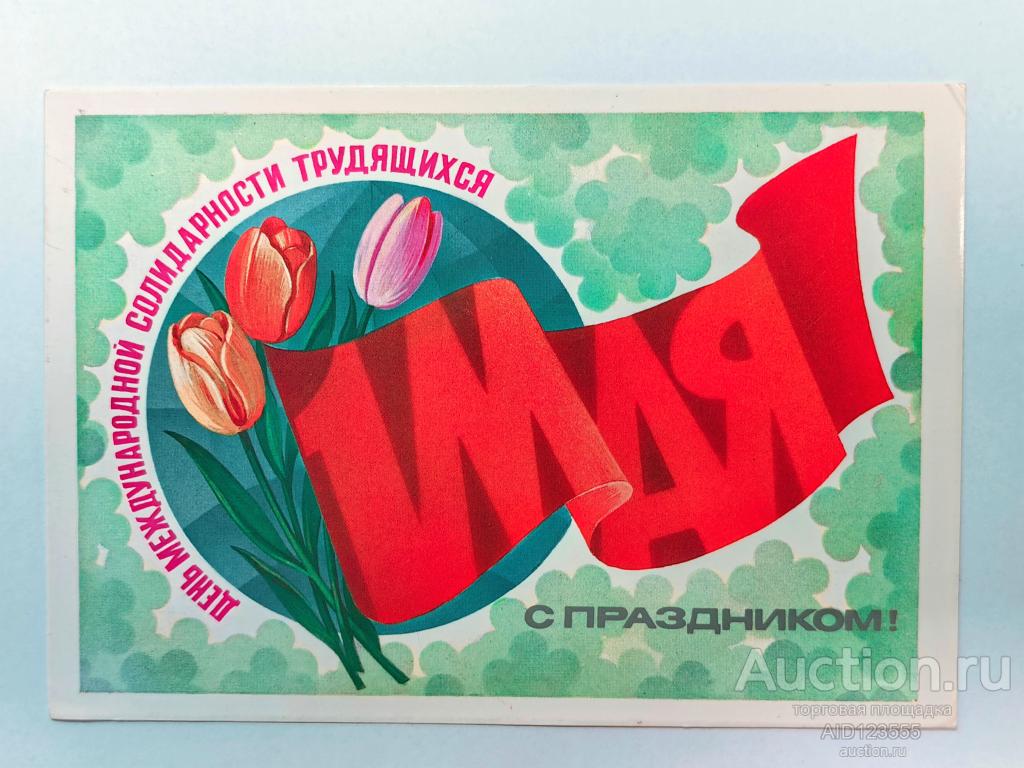 ДЕНЬ МЕЖДУНАРОДНОЙ СОЛИДАРНОСТИ ТРУДЯЩИХСЯ
1 МАЯ
С ПРАЗДНИКОМ!
Auction.ru
торговая площадка
AID123555
auction.ru